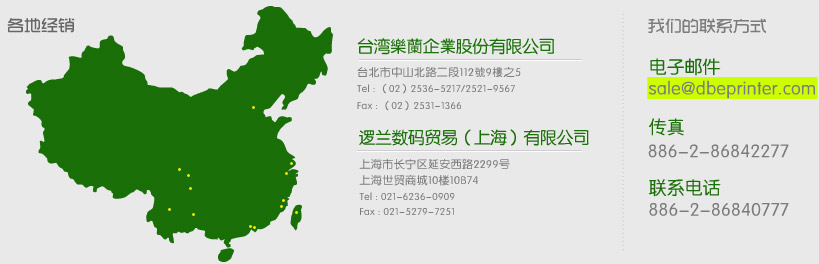 各地经销
台湾樂蘭企業股份有限公司
台北市中山北路二段112號9樓之5
Tel : (02) 2536-5217/2521-9567
Fax : (02) 2531-1366
逻兰数码贸易(上海)有限公司
上海市长宁区延安西路2299号
上海世贸商城10楼10B74
Tel : 021-6236-0909
Fax : 021-5279-7251
我们的联系方式
电子邮件
sale@dbeprinter.com
传真
886-2-86842277
联系电话
886-2-86840777